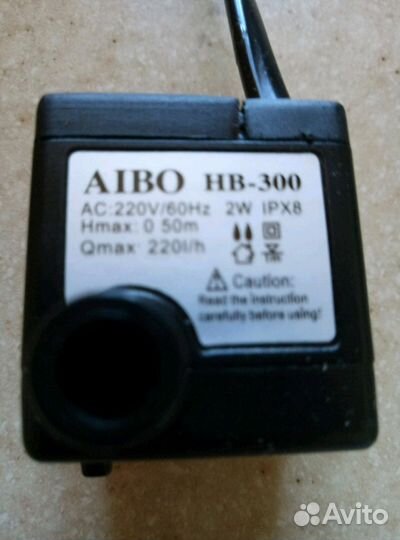 AIBO HB-300
AC:220V/60Hz 2W IPX8
Hmax: 0 50m
Qmax: 220l/h
Caution:
Read the instruction
carefully before using!
Avito